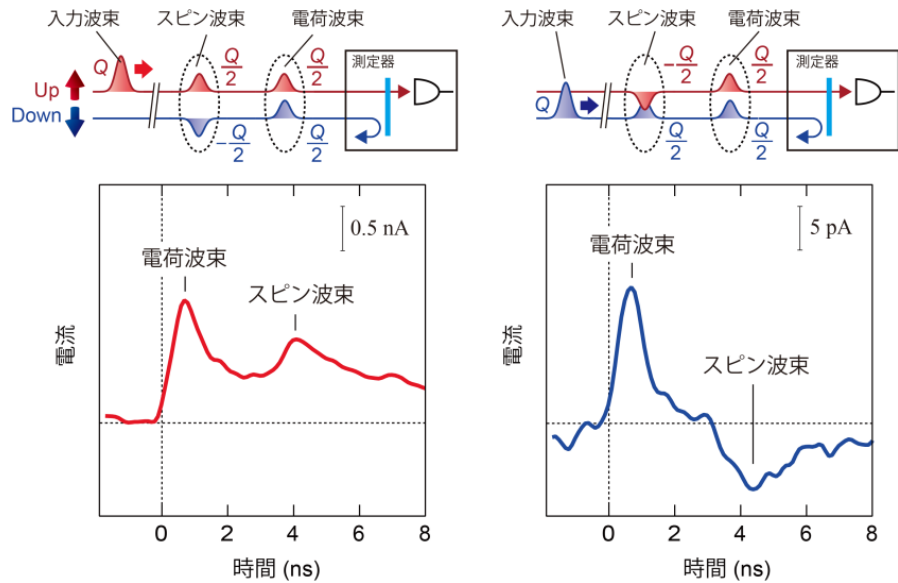 入力波束 スピン波束 電荷波束
Q
Q/2
Q/2
測定器
Up
Down
-Q/2
Q/2
0.5 nA
電荷波束
スピン波束
電流
0 2 4 6 8
時間 (ns)
入力波束 スピン波束 電荷波束
-Q/2
Q/2
測定器
Q
Q/2
Q/2
5 pA
電荷波束
スピン波束
電流
0 2 4 6 8
時間 (ns)